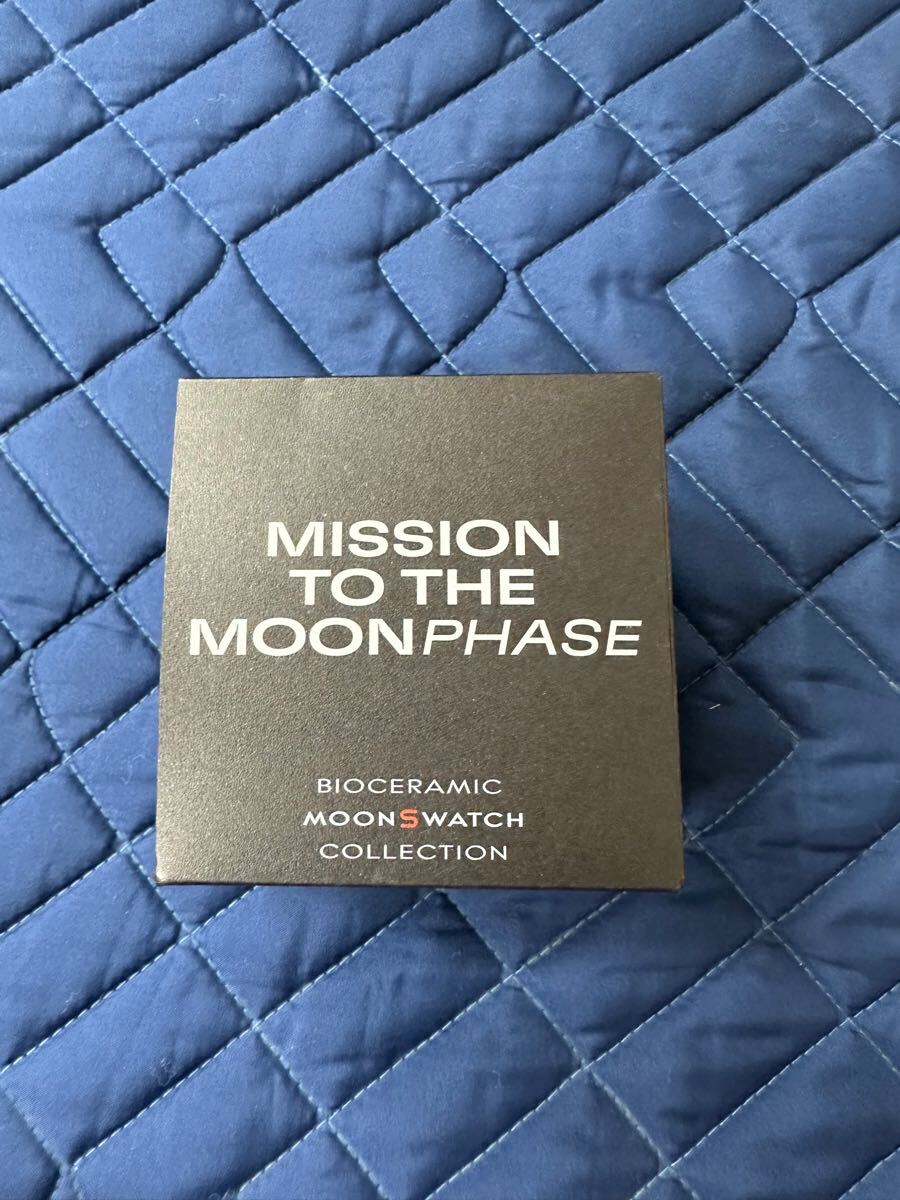 MISSION
TO THE
MOONPHASE
BIOCERAMIC
MOONSWATCH
COLLECTION